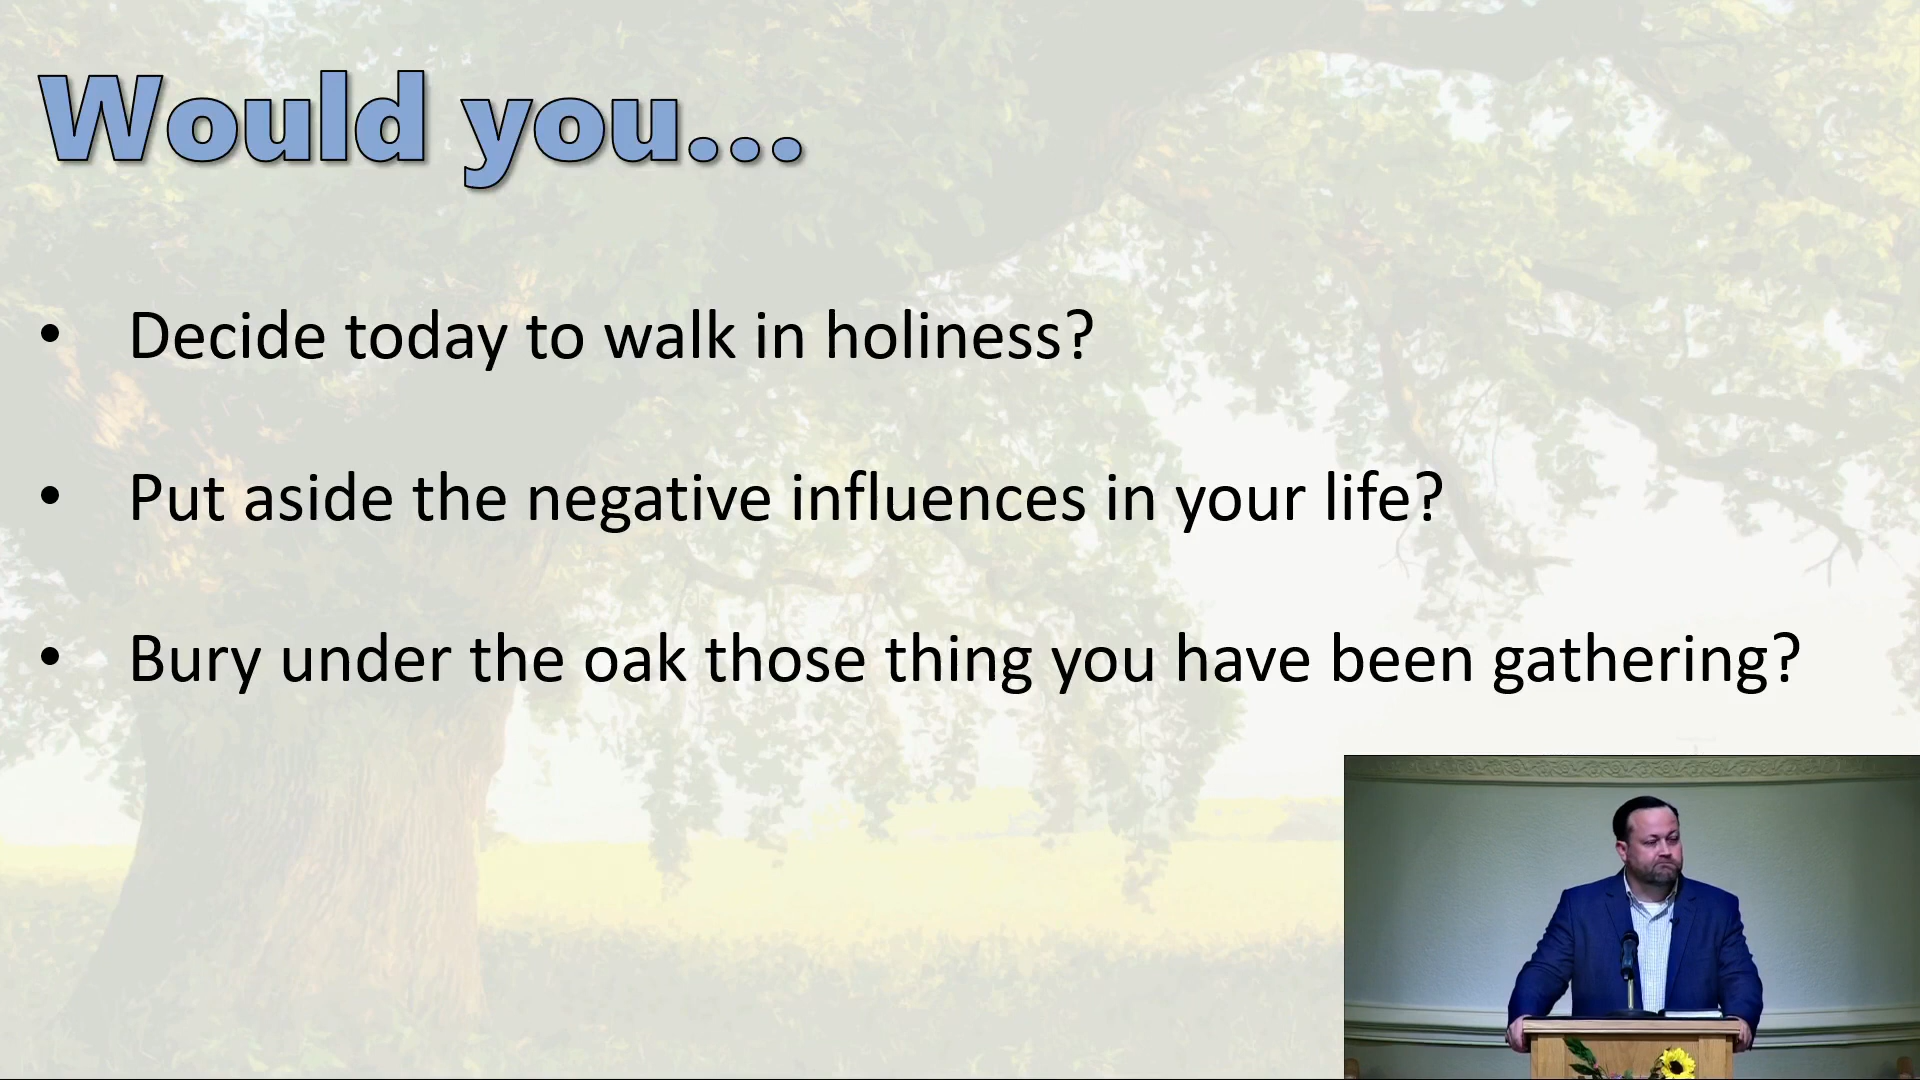 Would you...
• Decide today to walk in holiness?
• Put aside the negative influences in your life?
• Bury under the oak those thing you have been gathering?